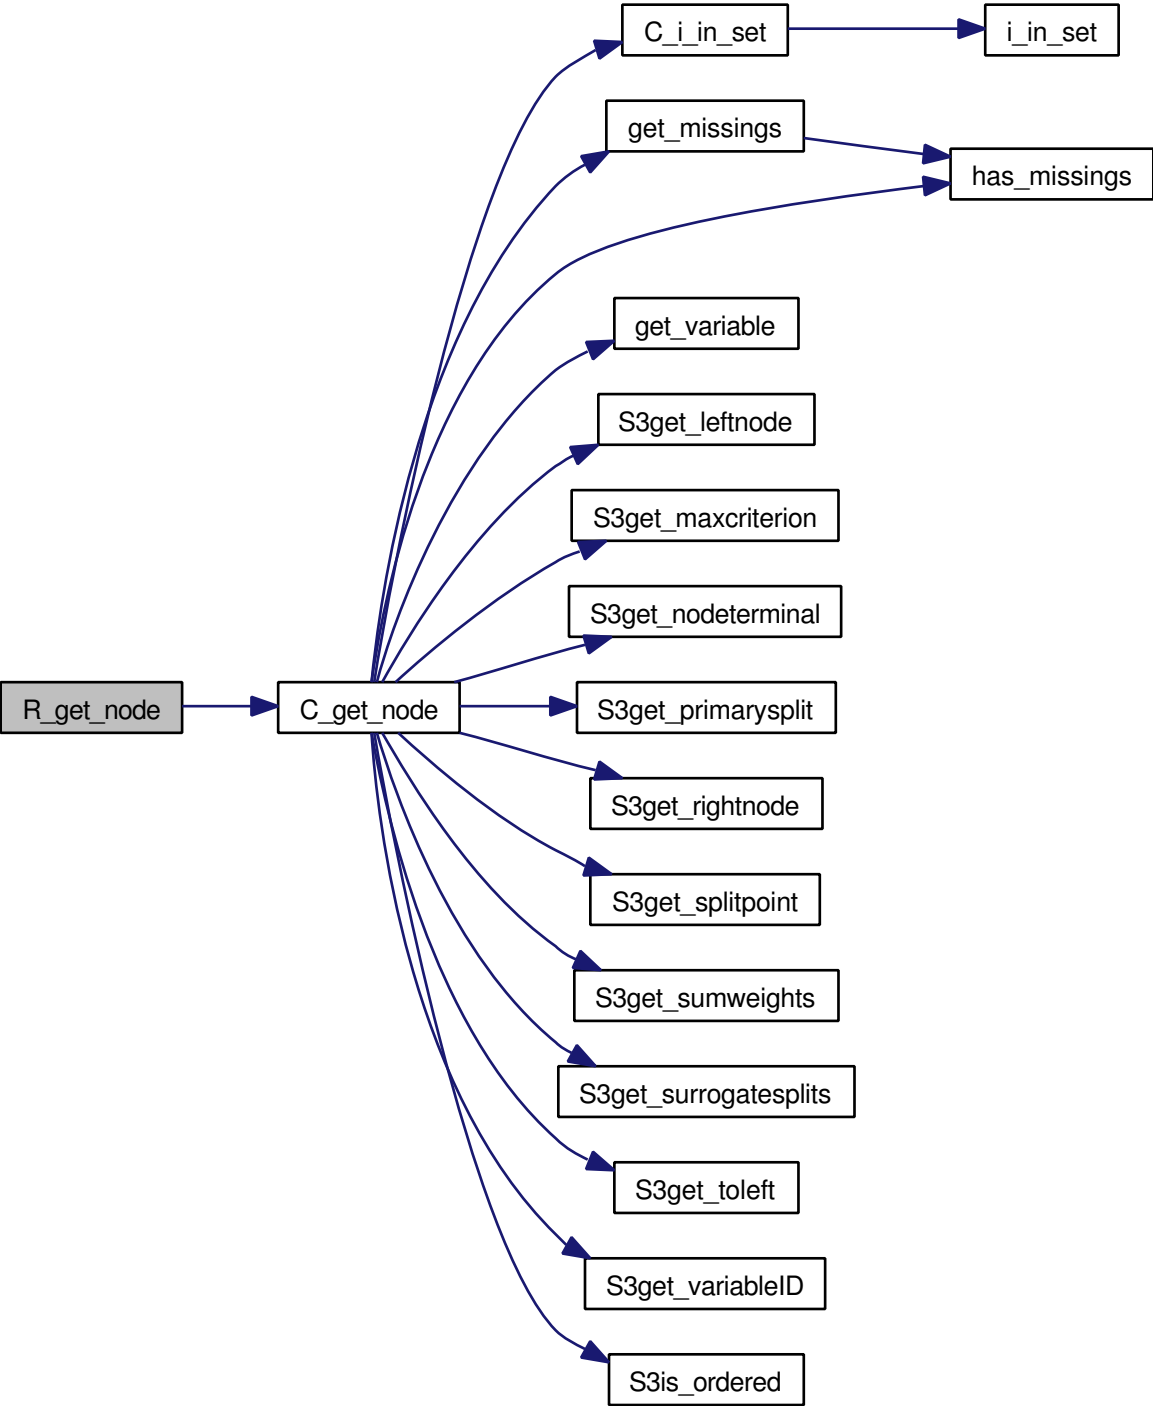 C_i_in_set
i_in_set
get_missings
has_missings
get_variable
S3get_leftnode
S3get_maxcriterion
S3get_nodeterminal
R_get_node
C_get_node
S3get_primarysplit
S3get_rightnode
S3get_splitpoint
S3get_sumweights
S3get_surrogatesplits
S3get_toleft
S3get_variableID
S3is_ordered